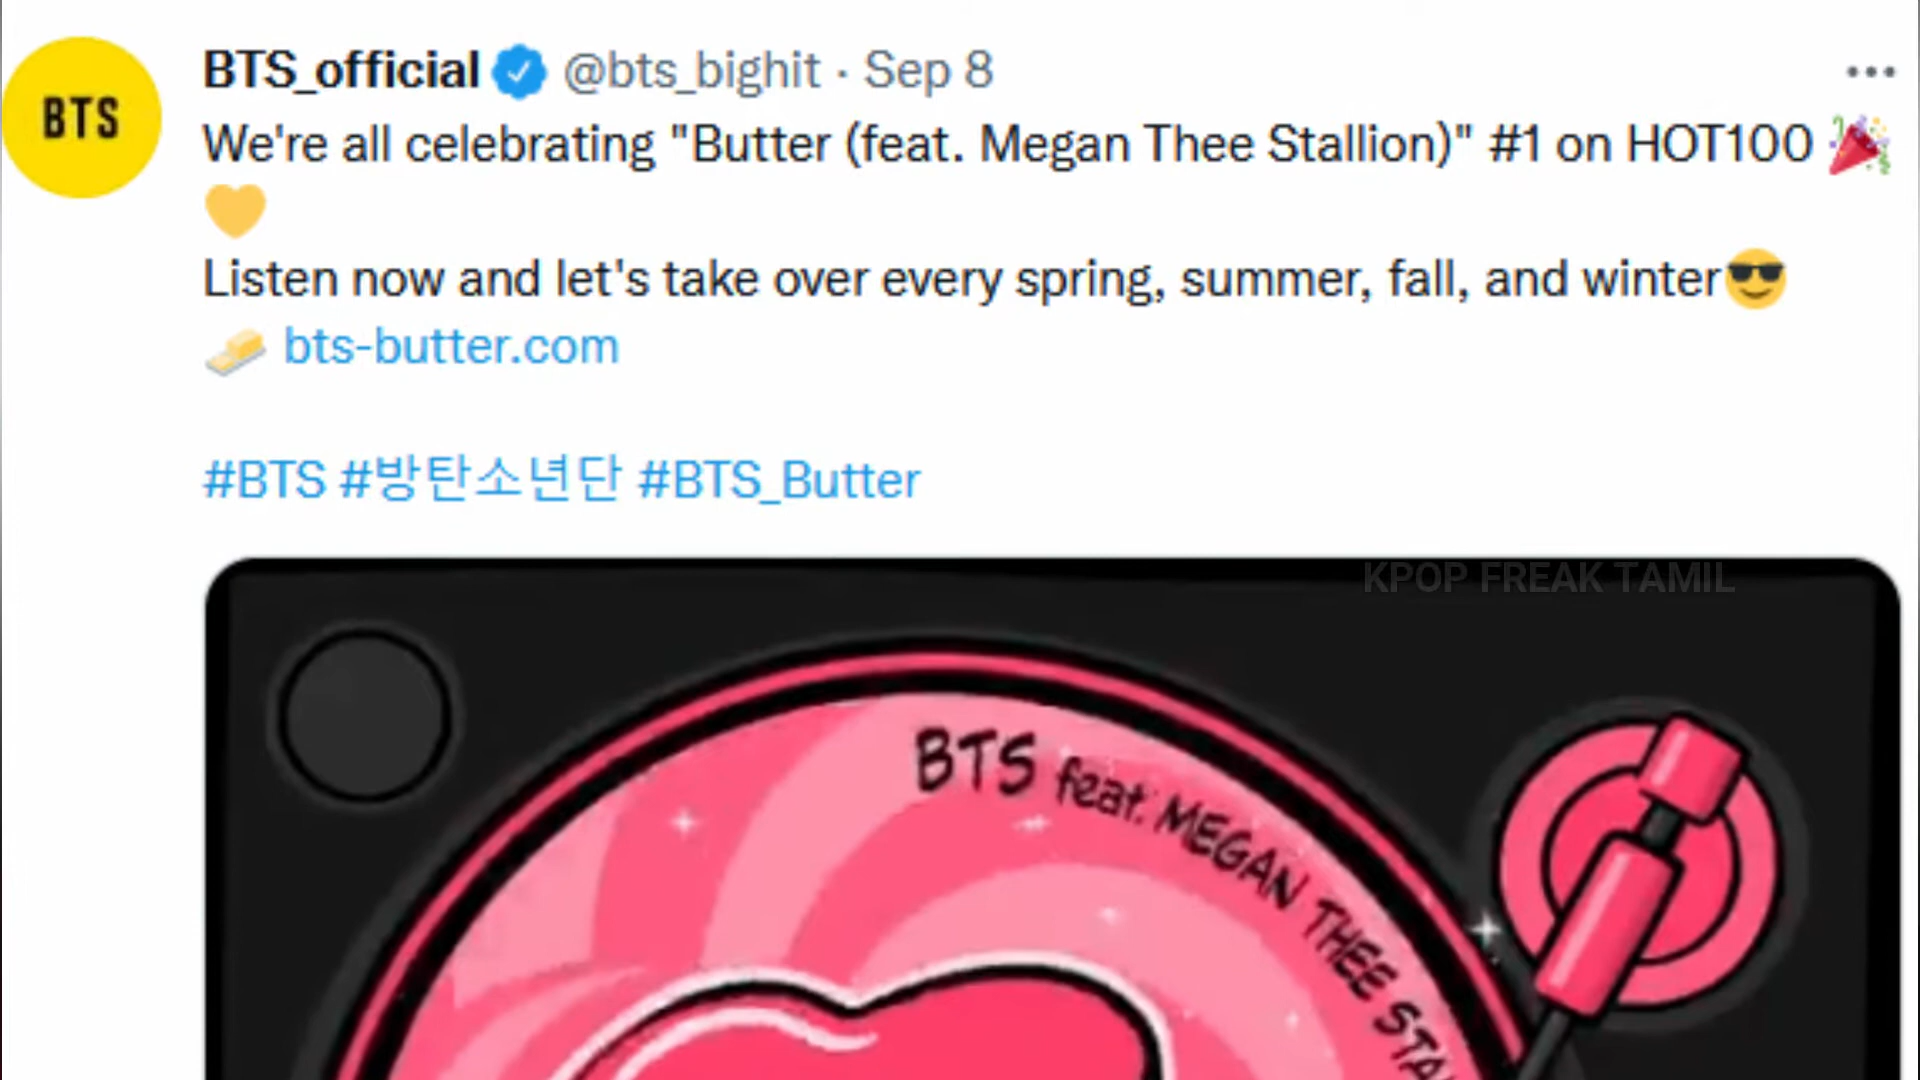 BTS
BTS_official @bts_bighit · Sep 8
We're all celebrating "Butter (feat. Megan Thee Stallion)" #1 on HOT100 🎉
💛
Listen now and let's take over every spring, summer, fall, and winter😎
🧈 bts-butter.com
#BTS #방탄소년단 #BTS_Butter
KPOP FREAK TAMIL
BTS feat. MEGAN THEE STAL